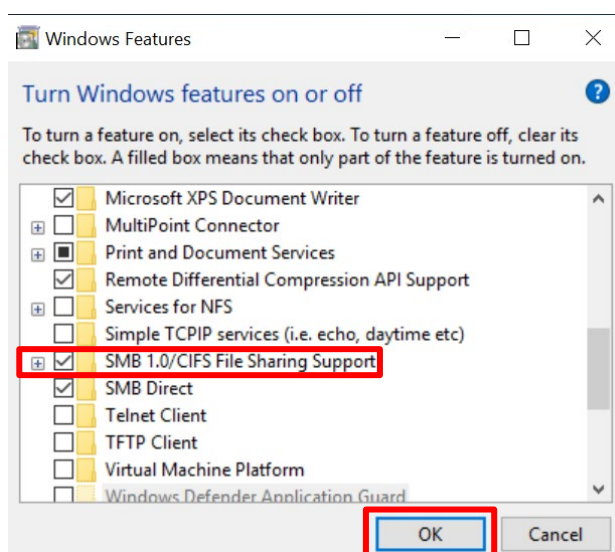 Windows Features
Turn Windows features on or off
?
To turn a feature on, select its check box. To turn a feature off, clear its
check box. A filled box means that only part of the feature is turned on.
Microsoft XPS Document Writer
MultiPoint Connector
Print and Document Services
Remote Differential Compression API Support
Services for NFS
Simple TCPIP services (i.e. echo, daytime etc)
SMB 1.0/CIFS File Sharing Support
SMB Direct
Telnet Client
TFTP Client
Virtual Machine Platform
Windows Defender Application Guard
OK Cancel